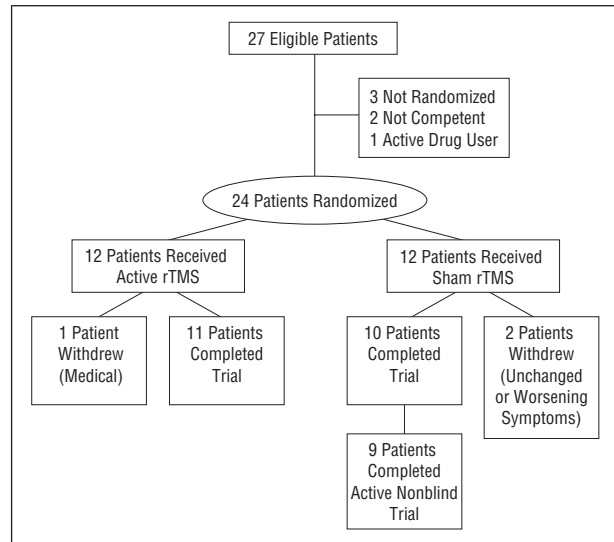 27 Eligible Patients
3 Not Randomized
2 Not Competent
1 Active Drug User
24 Patients Randomized
12 Patients Received
Active rTMS
12 Patients Received
Sham rTMS
1 Patient
Withdrew
(Medical)
11 Patients
Completed
Trial
10 Patients
Completed
Trial
2 Patients
Withdrew
(Unchanged
or Worsening
Symptoms)
9 Patients
Completed
Active Nonblind
Trial